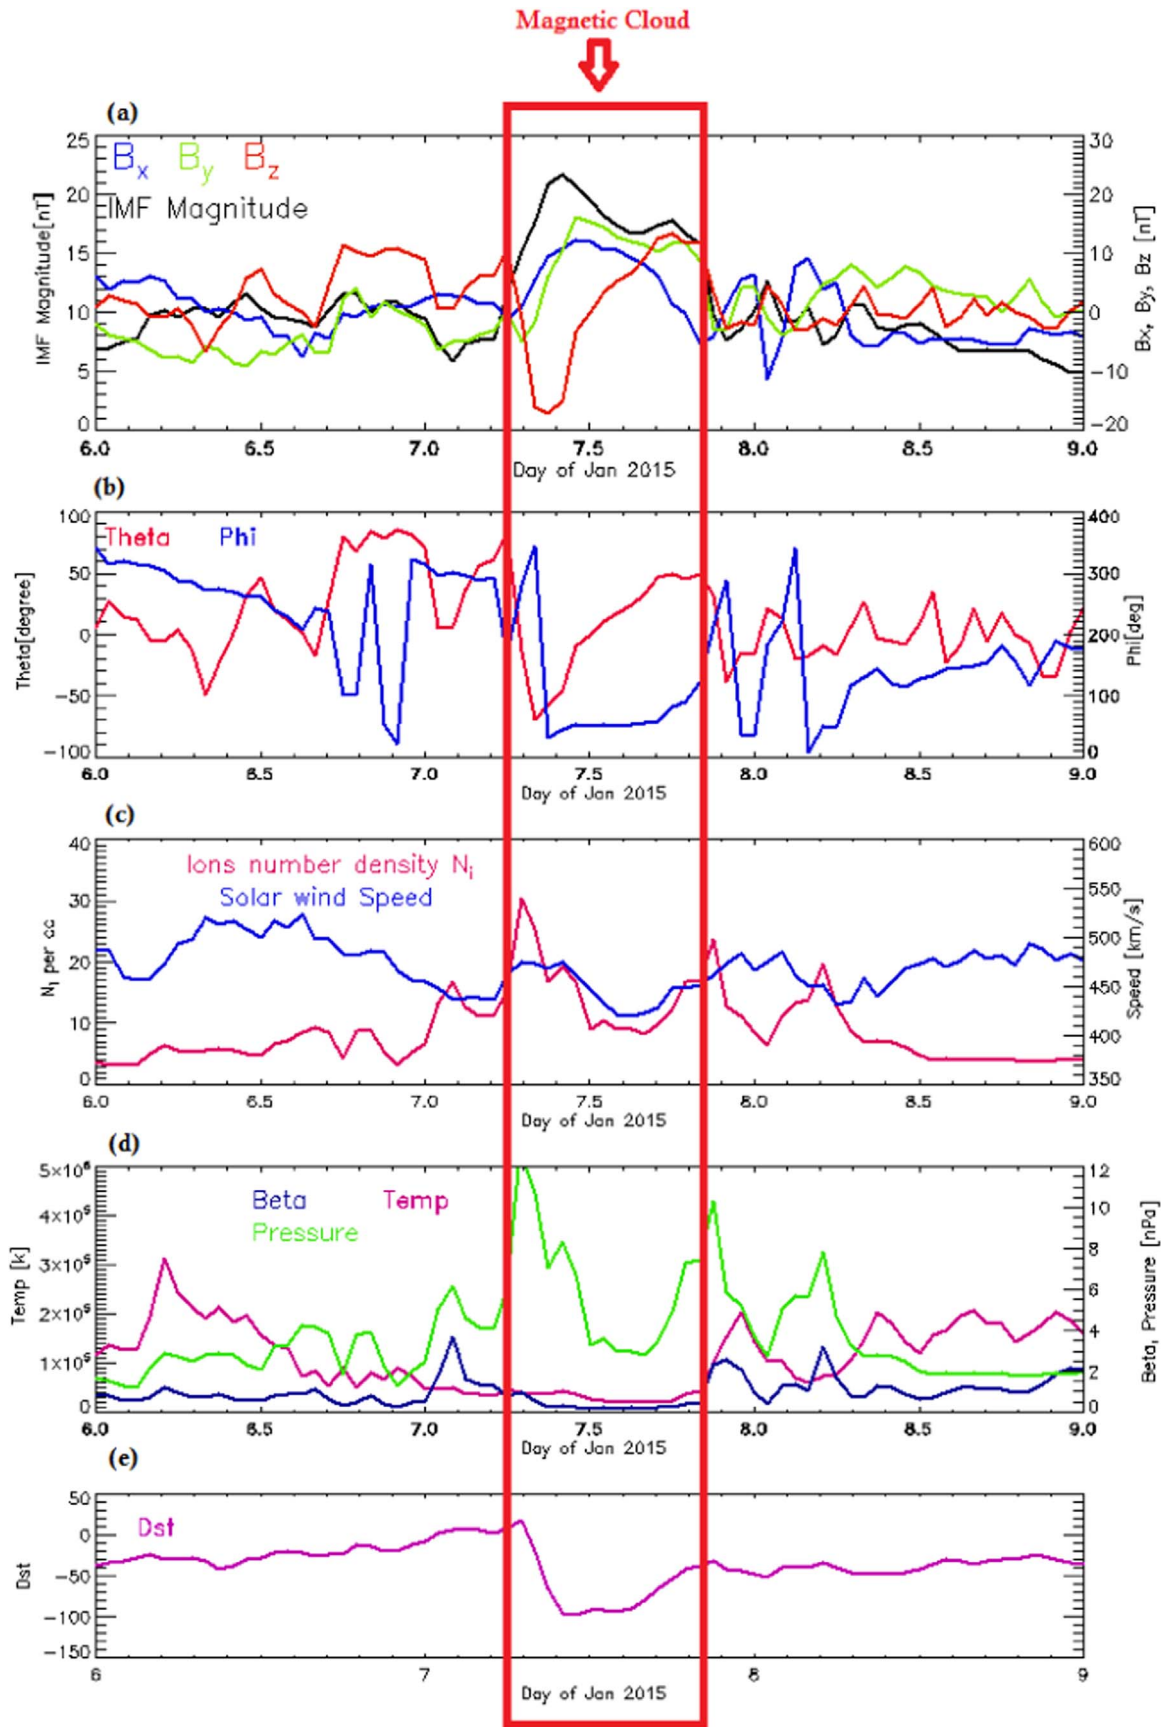 Magnetic Cloud
(a)
Bx By Bz
IMF Magnitude
IMF Magnitude[nT]
25
20
15
10
5
0
30
20
10
0
−10
−20
Bx, By, Bz [nT]
6.0 6.5 7.0 7.5 8.0 8.5 9.0
Day of Jan 2015
(b)
Theta Phi
Theta[degree]
100
50
0
−50
−100
400
300
200
100
0
Phi[deg]
6.0 6.5 7.0 7.5 8.0 8.5 9.0
Day of Jan 2015
(c)
Ions number density Ni
Solar wind Speed
Ni per cc
40
30
20
10
0
600
550
500
450
400
350
Speed [km/s]
6.0 6.5 7.0 7.5 8.0 8.5 9.0
Day of Jan 2015
(d)
Beta Temp
Pressure
Temp [k]
5×10⁵
4×10⁵
3×10⁵
2×10⁵
1×10⁵
0
12
10
8
6
4
2
0
Beta, Pressure [nPa]
6.0 6.5 7.0 7.5 8.0 8.5 9.0
Day of Jan 2015
(e)
Dst
Dst
50
0
−50
−100
−150
6 7 8 9
Day of Jan 2015